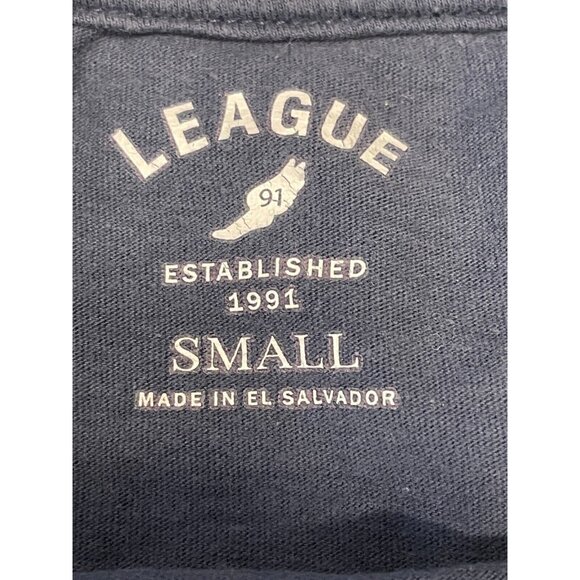 LEAGUE
91
ESTABLISHED
1991
SMALL
MADE IN EL SALVADOR